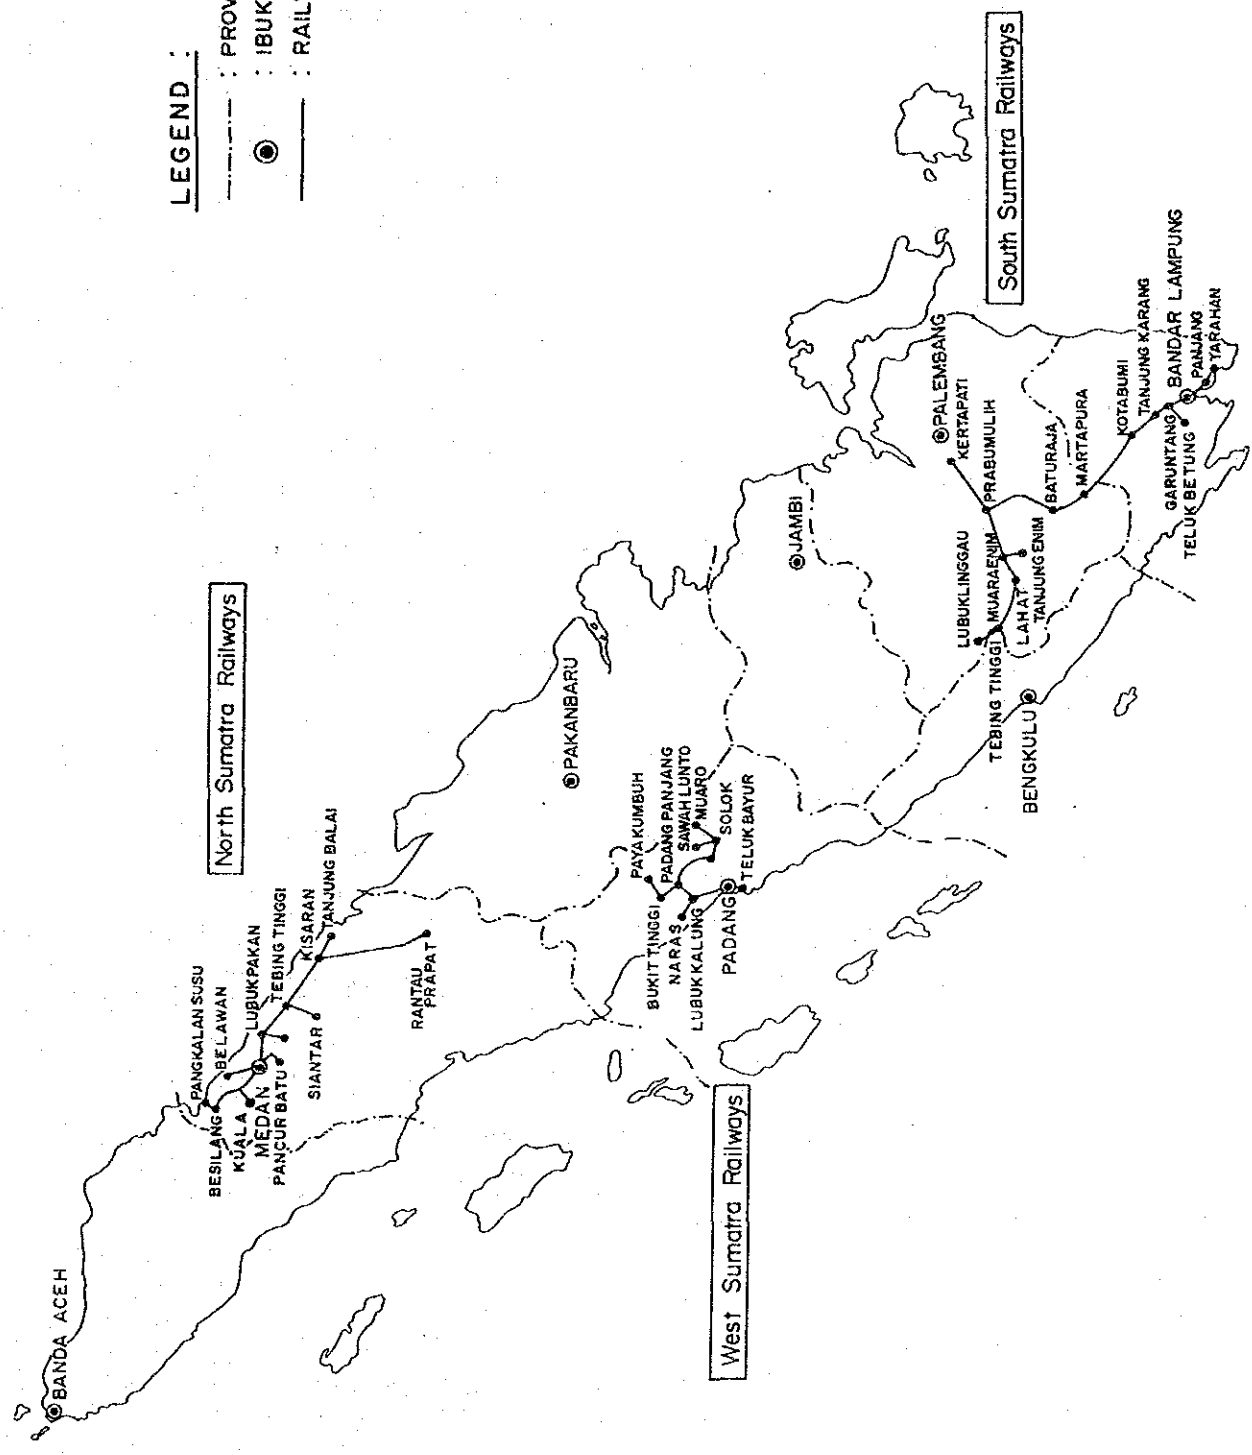 LEGEND :
: PROV
: IBUK
: RAIL
North Sumatra Railways
South Sumatra Railways
West Sumatra Railways
BANDA ACEH
PANGKALAN SUSU
BELAWAN
LUBUKPAKAN
TEBING TINGGI
KISARAN
TANJUNG BALAI
BESILANG
KUALA
MEDAN
PANCUR BATU
SIANTAR
RANTAU
PRAPAT
PAKANBARU
PAYAKUMBUH
PADANG PANJANG
SAWAH LUNTO
MUARO
SOLOK
TELUK BAYUR
BUKIT TINGGI
NARAS
LUBUK KALUNG
PADANG
JAMBI
PALEMBANG
KERTAPATI
PRABUMULIH
LUBUKLINGGAU
MUARAENIM
LAHAT
TANJUNG ENIM
TEBING TINGGI
BENGKULU
BATURAJA
MARTAPURA
KOTABUMI
TANJUNG KARANG
BANDAR LAMPUNG
PANJANG
TARAHAN
GARUNTANG
TELUK BETUNG